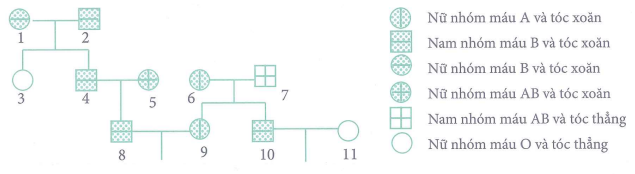 1
2
3
4
5
6
7
8
9
10
11
Nữ nhóm máu A và tóc xoăn
Nam nhóm máu B và tóc xoăn
Nữ nhóm máu B và tóc xoăn
Nữ nhóm máu AB và tóc xoăn
Nam nhóm máu AB và tóc thẳng
Nữ nhóm máu O và tóc thẳng